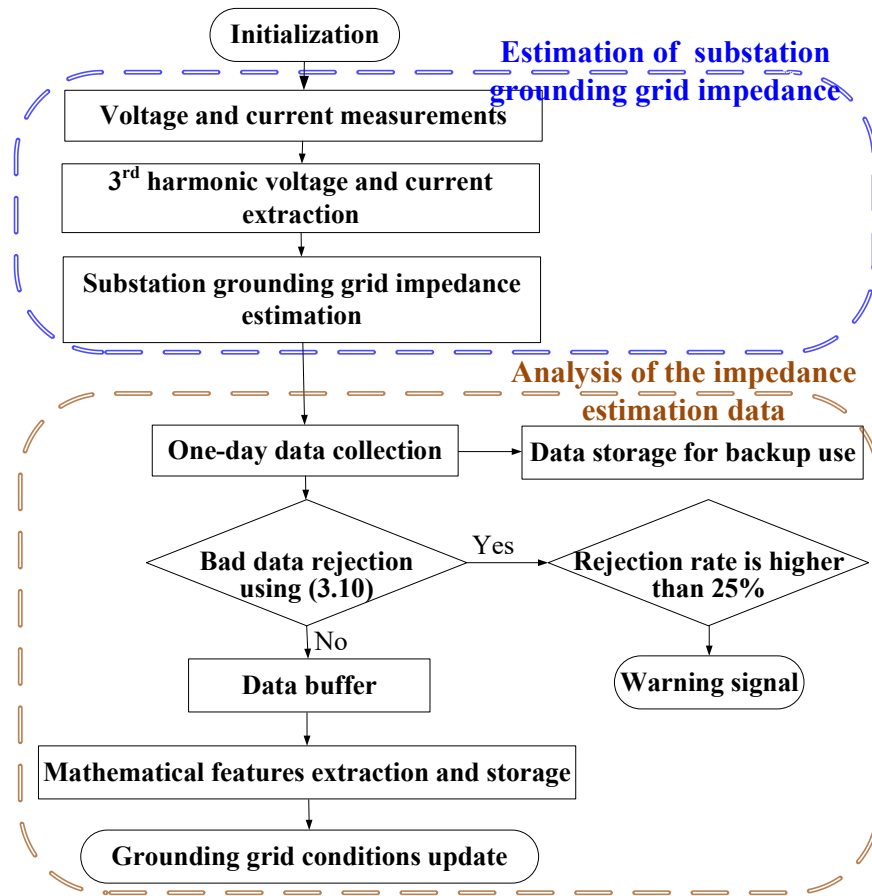 Initialization
Estimation of substation
grounding grid impedance
Voltage and current measurements
3rd harmonic voltage and current
extraction
Substation grounding grid impedance
estimation
Analysis of the impedance
estimation data
One-day data collection
Data storage for backup use
Bad data rejection
using (3.10)
Yes
Rejection rate is higher
than 25%
No
Data buffer
Warning signal
Mathematical features extraction and storage
Grounding grid conditions update